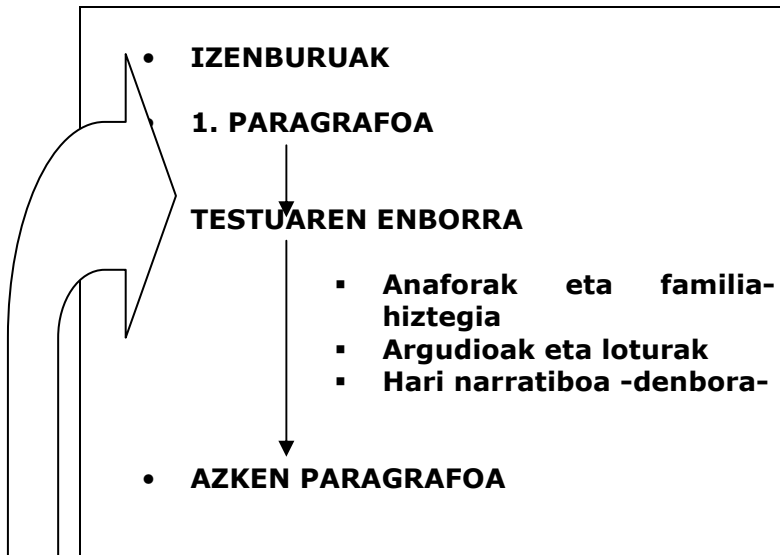 • IZENBURUAK
• 1. PARAGRAFOA
TESTUAREN ENBORRA
▪ Anaforak eta familia-
hiztegia
▪ Argudioak eta loturak
▪ Hari narratiboa -denbora-
• AZKEN PARAGRAFOA